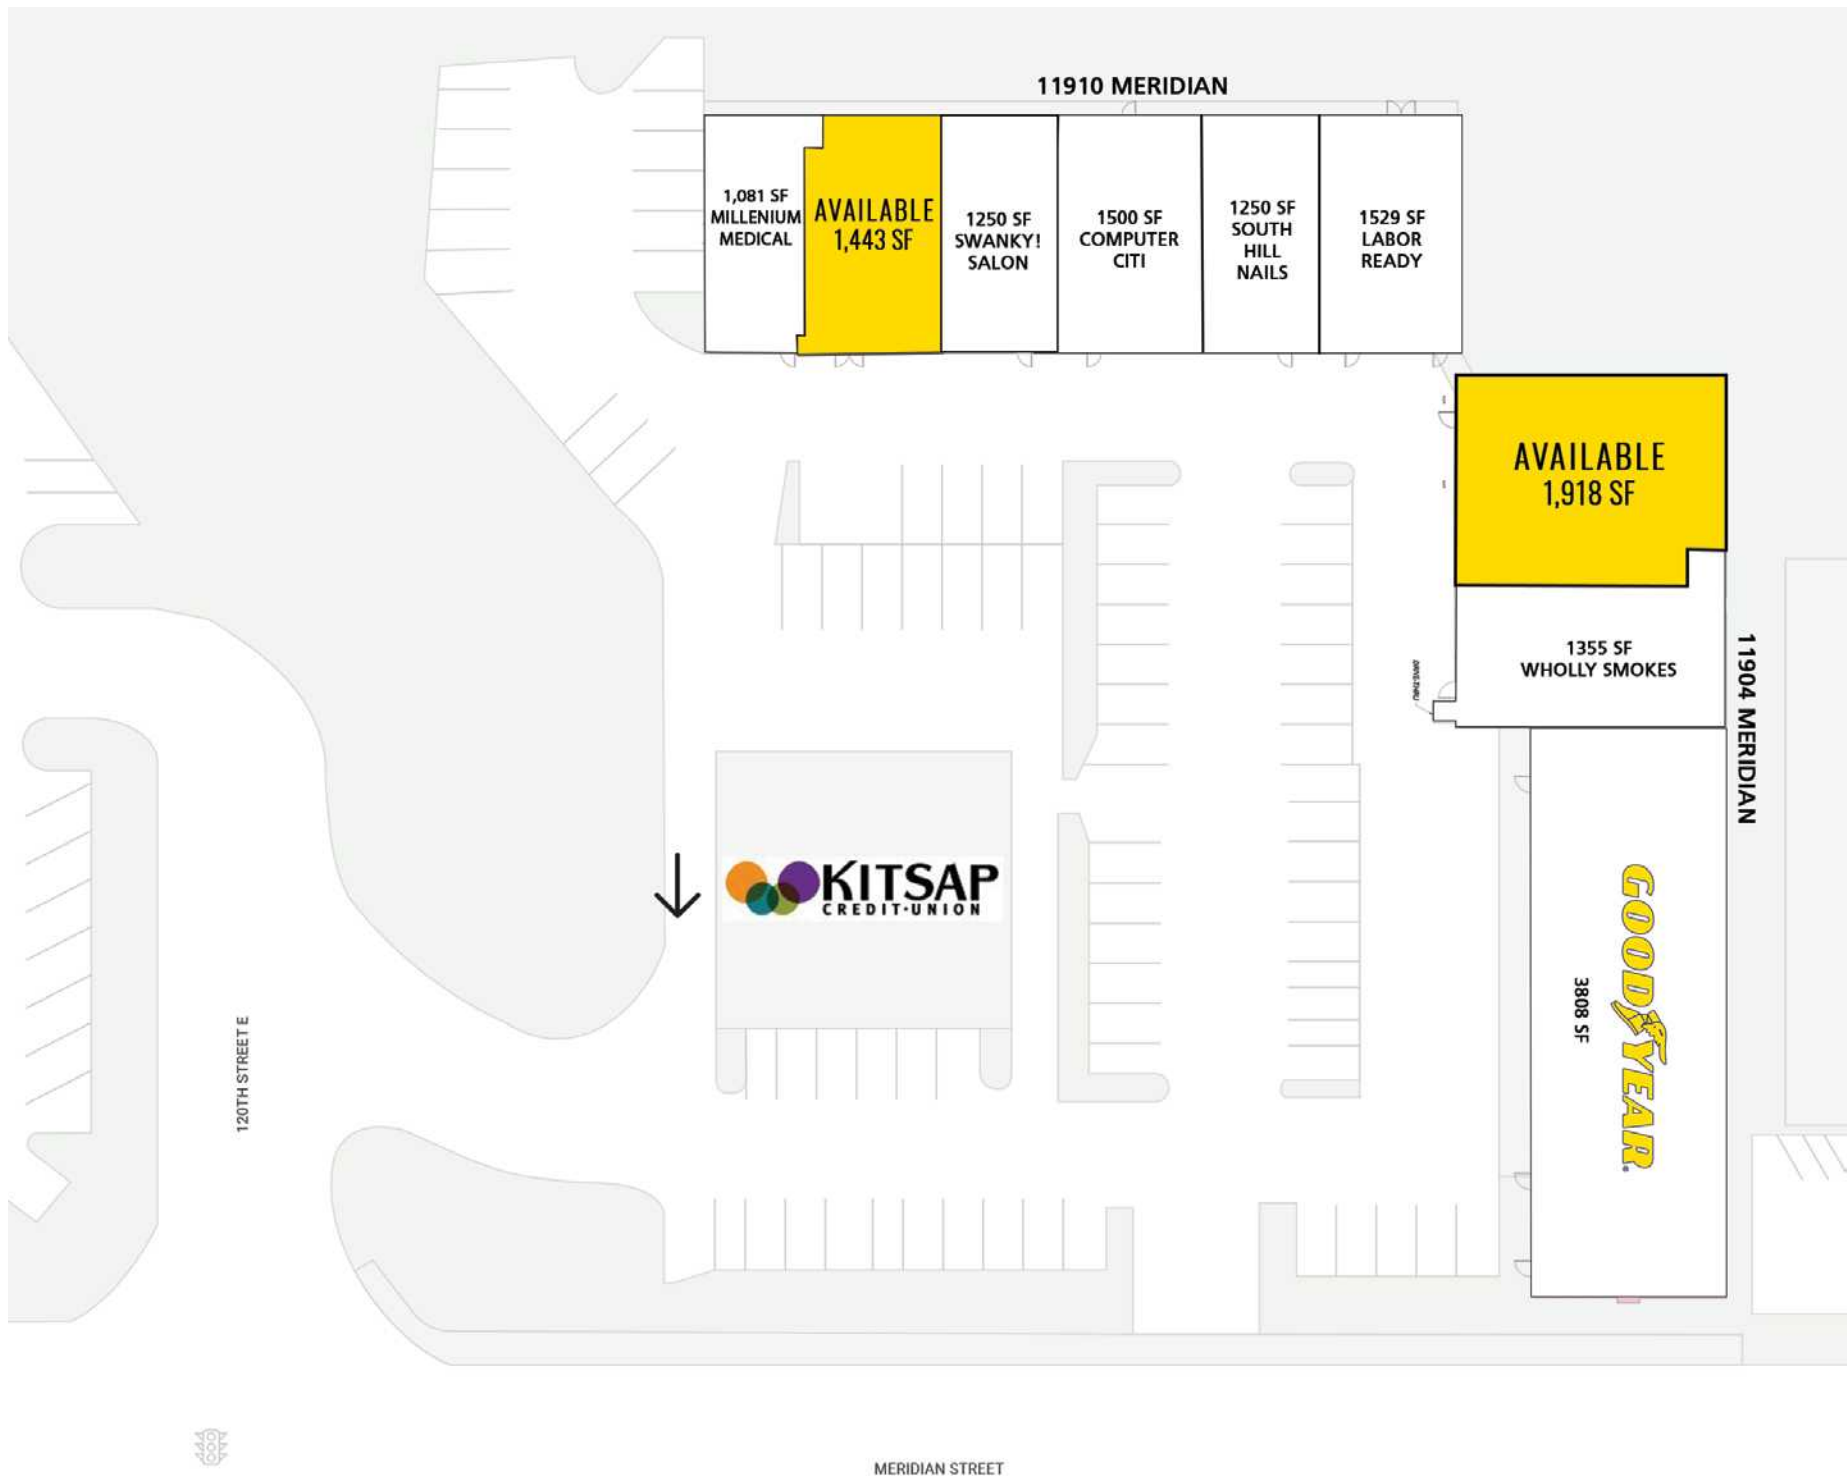 11910 MERIDIAN
1,081 SF
MILLENIUM
MEDICAL
AVAILABLE
1,443 SF
1250 SF
SWANKY!
SALON
1500 SF
COMPUTER
CITI
1250 SF
SOUTH
HILL
NAILS
1529 SF
LABOR
READY
AVAILABLE
1,918 SF
1355 SF
WHOLLY SMOKES
DRIVE-THRU
11904 MERIDIAN
KITSAP
CREDIT·UNION
GOODYEAR
3808 SF
120TH STREET E
MERIDIAN STREET